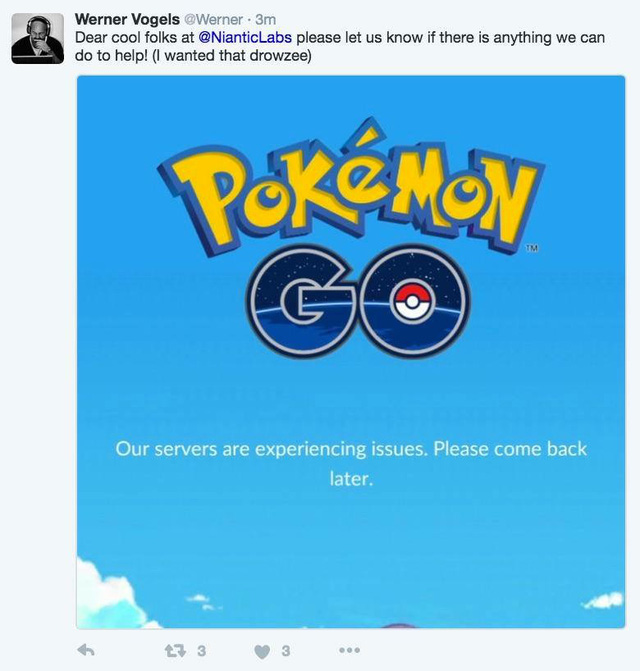 Werner Vogels @Werner · 3m
Dear cool folks at @NianticLabs please let us know if there is anything we can
do to help! (I wanted that drowzee)
POKéMON
TM
GO
Our servers are experiencing issues. Please come back
later.
3 3